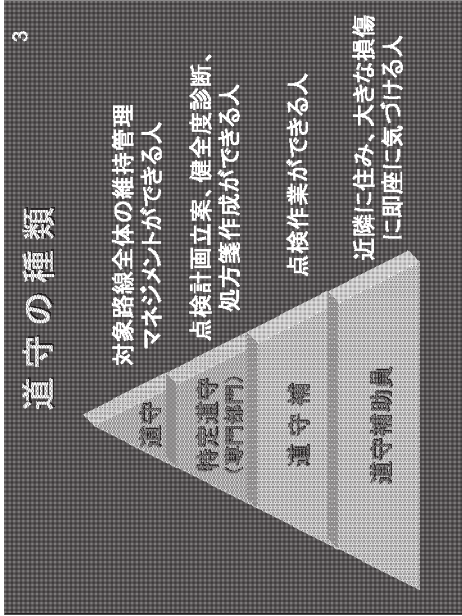 道守の種類
3
道守
対象路線全体の維持管理
マネジメントができる人
特定道守
（専門部門）
点検計画立案、健全度診断、
処方箋作成ができる人
道守補
点検作業ができる人
道守補助員
近隣に住み、大きな損傷
に即座に気づける人